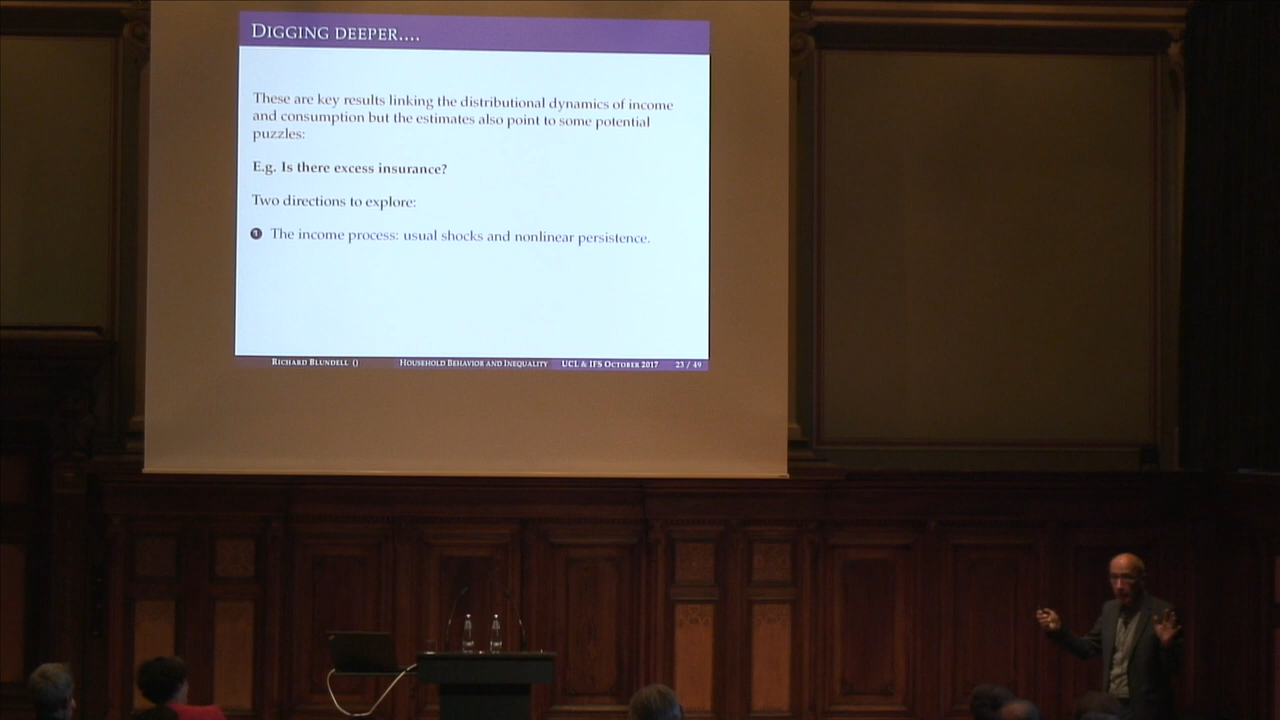 DIGGING DEEPER....
These are key results linking the distributional dynamics of income
and consumption but the estimates also point to some potential
puzzles:
E.g. Is there excess insurance?
Two directions to explore:
1 The income process: usual shocks and nonlinear persistence.
RICHARD BLUNDELL () HOUSEHOLD BEHAVIOR AND INEQUALITY UCL & IFS OCTOBER 2017 23 / 49